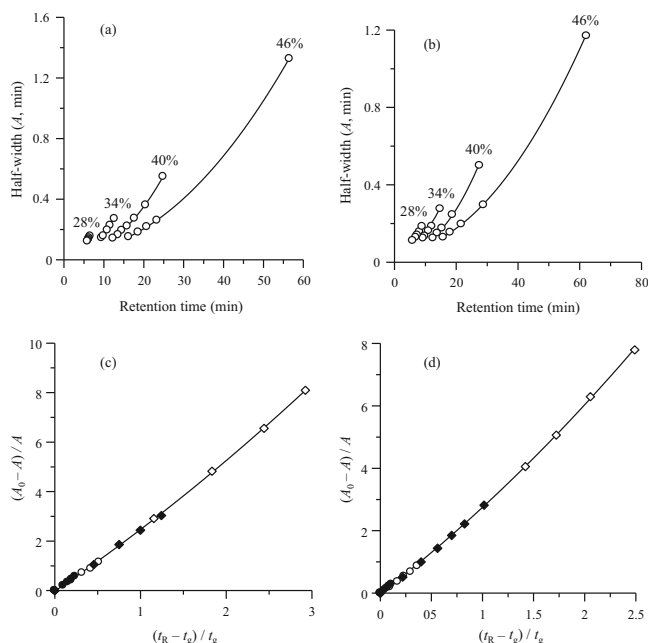 (a)
46%
40%
34%
28%
1.6
1.2
0.8
0.4
0
0 10 20 30 40 50 60
Half-width (A, min)
Retention time (min)
(b)
46%
40%
34%
28%
1.2
0.8
0.4
0
0 20 40 60 80
Half-width (A, min)
Retention time (min)
(c)
10
8
6
4
2
0
0 1 2 3
(A0 – A) / A
(tR – tg) / tg
(d)
8
6
4
2
0
0 05 1 1.5 2 2.5
(A0 – A) / A
(tR – tg) / tg